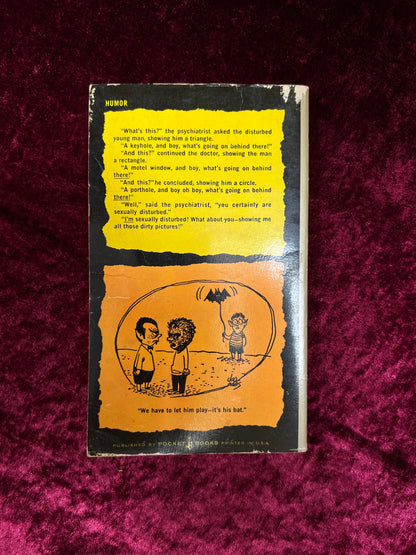 HUMOR
"What's this?" the psychiatrist asked the disturbed
young man, showing him a triangle.
"A keyhole, and boy, what's going on behind there!"
"And this?" continued the doctor, showing the man
a rectangle.
"A motel window, and boy, what's going on behind
there!"
"And this?" he concluded, showing him a circle.
"A porthole, and boy oh boy, what's going on behind
there!"
"Well," said the psychiatrist, "you certainly are
sexually disturbed."
"I'm sexually disturbed! What about you—showing me
all those dirty pictures!"
"We have to let him play—it's his bat."
PUBLISHED BY POCKET BOOKS PRINTED IN U.S.A.